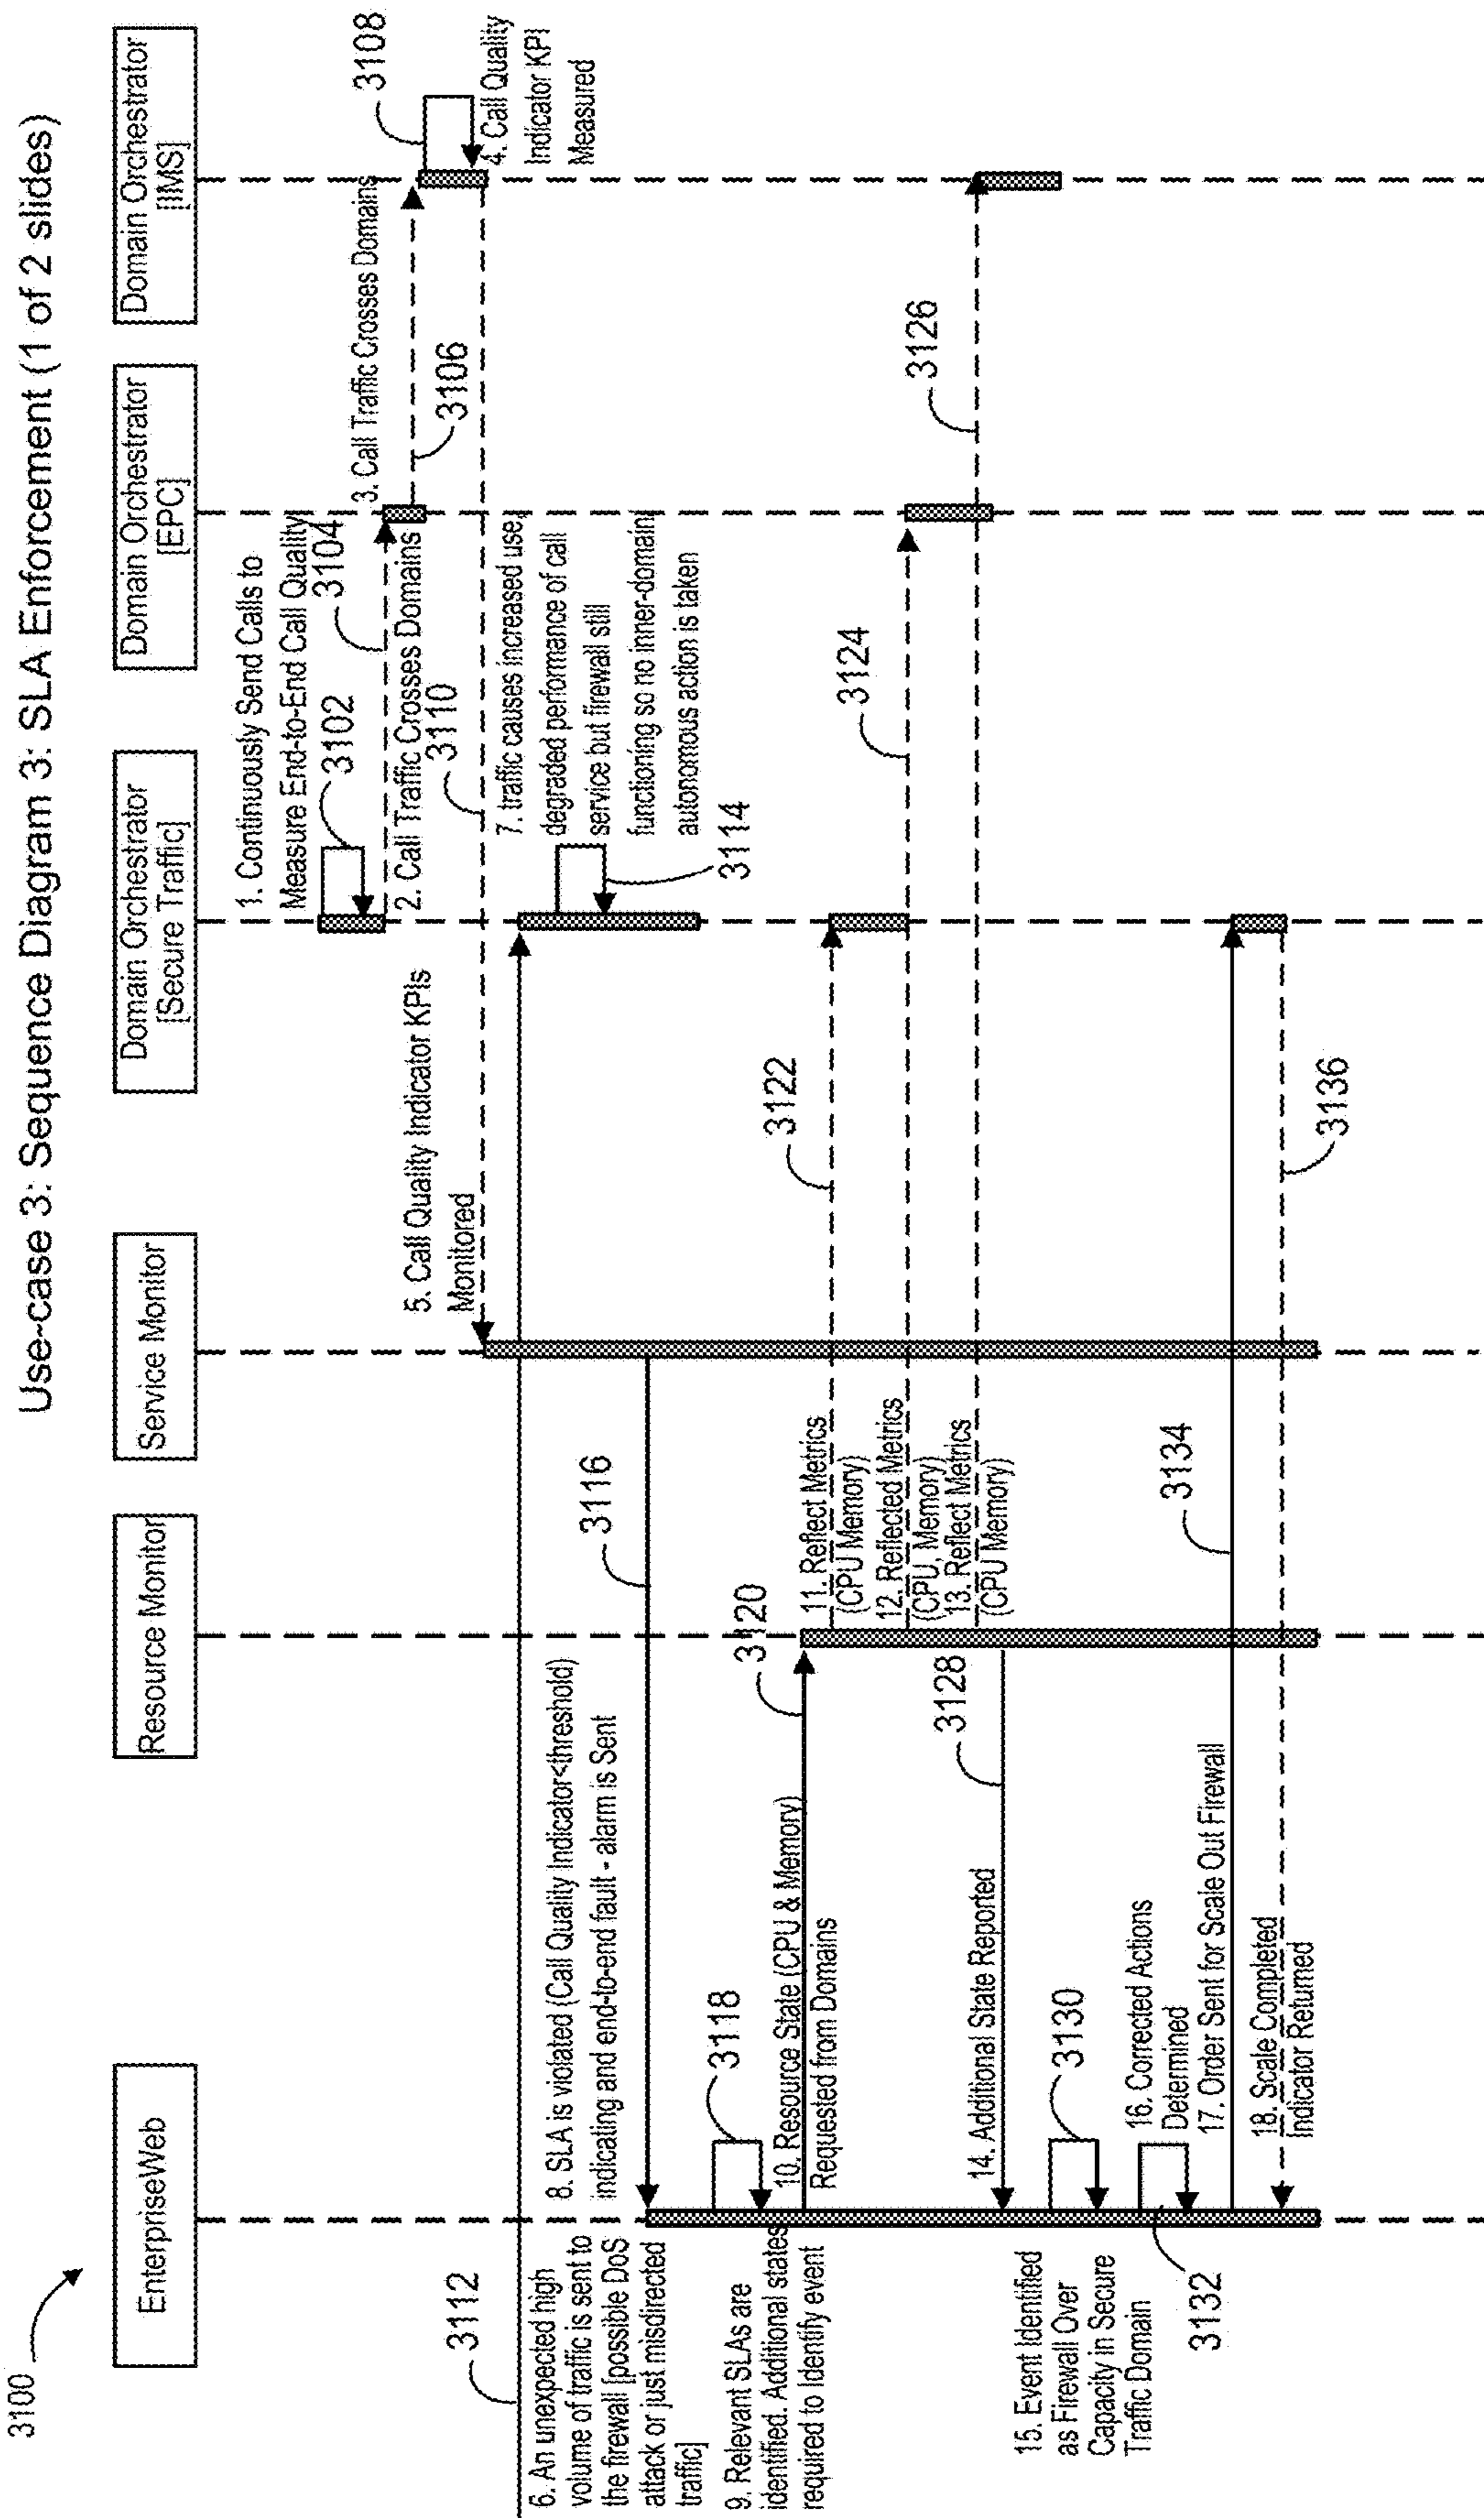 Use-case 3: Sequence Diagram 3: SLA Enforcement (1 of 2 slides)
3100
EnterpriseWeb
Resource Monitor
Service Monitor
Domain Orchestrator
[Secure Traffic]
Domain Orchestrator
[EPC]
Domain Orchestrator
[IMS]
1. Continuously Send Calls to
Measure End-to-End Call Quality
3102
3104
2. Call Traffic Crosses Domains
3. Call Traffic Crosses Domains
3106
3108
4. Call Quality
Indicator KPI
Measured
5. Call Quality Indicator KPIs
Monitored
3110
3112
6. An unexpected high
volume of traffic is sent to
the firewall [possible DoS
attack or just misdirected
traffic]
7. traffic causes increased use,
degraded performance of call
service but firewall still
functioning so no inner-domain
autonomous action is taken
3114
8. SLA is violated (Call Quality Indicator<threshold)
indicating and end-to-end fault - alarm is Sent
3116
9. Relevant SLAs are
identified. Additional states
required to Identify event
3118
10. Resource State (CPU & Memory)
Requested from Domains
3120
11. Reflect Metrics
(CPU Memory)
3122
12. Reflected Metrics
(CPU, Memory)
3124
13. Reflect Metrics
(CPU Memory)
3126
14. Additional State Reported
3128
15. Event Identified
as Firewall Over
Capacity in Secure
Traffic Domain
3130
16. Corrected Actions
Determined
3132
17. Order Sent for Scale Out Firewall
3134
18. Scale Completed
Indicator Returned
3136